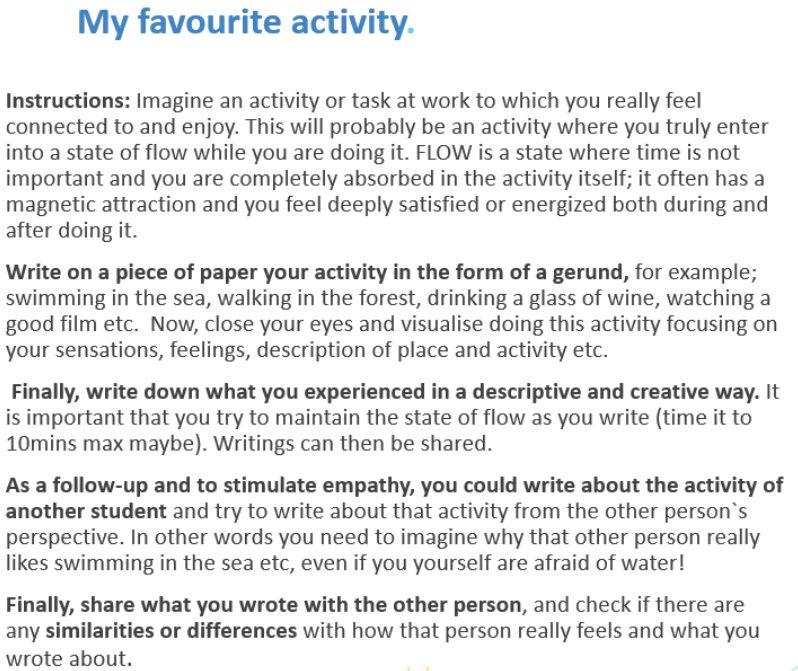 My favourite activity.
Instructions: Imagine an activity or task at work to which you really feel
connected to and enjoy. This will probably be an activity where you truly enter
into a state of flow while you are doing it. FLOW is a state where time is not
important and you are completely absorbed in the activity itself; it often has a
magnetic attraction and you feel deeply satisfied or energized both during and
after doing it.
Write on a piece of paper your activity in the form of a gerund, for example;
swimming in the sea, walking in the forest, drinking a glass of wine, watching a
good film etc.  Now, close your eyes and visualise doing this activity focusing on
your sensations, feelings, description of place and activity etc.
Finally, write down what you experienced in a descriptive and creative way. It
is important that you try to maintain the state of flow as you write (time it to
10mins max maybe). Writings can then be shared.
As a follow-up and to stimulate empathy, you could write about the activity of
another student and try to write about that activity from the other person`s
perspective. In other words you need to imagine why that other person really
likes swimming in the sea etc, even if you yourself are afraid of water!
Finally, share what you wrote with the other person, and check if there are
any similarities or differences with how that person really feels and what you
wrote about.